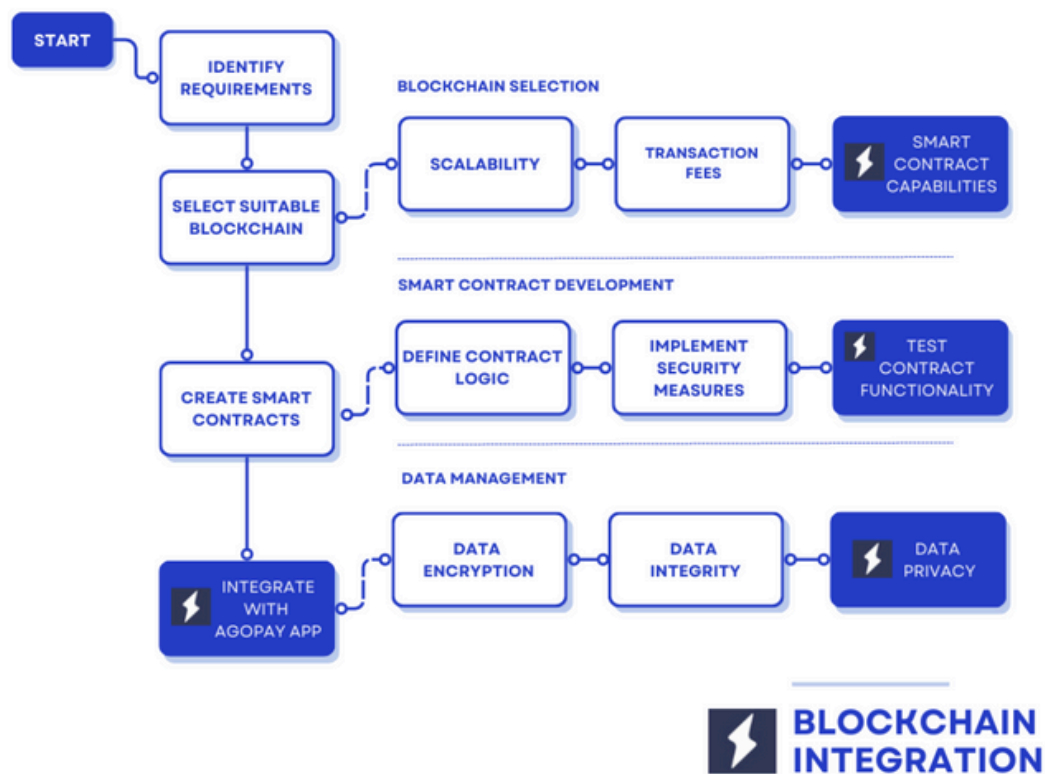 START
IDENTIFY
REQUIREMENTS
BLOCKCHAIN SELECTION
SCALABILITY
TRANSACTION
FEES
SMART
CONTRACT
CAPABILITIES
SELECT SUITABLE
BLOCKCHAIN
SMART CONTRACT DEVELOPMENT
DEFINE CONTRACT
LOGIC
IMPLEMENT
SECURITY
MEASURES
TEST
CONTRACT
FUNCTIONALITY
CREATE SMART
CONTRACTS
DATA MANAGEMENT
DATA
ENCRYPTION
DATA
INTEGRITY
DATA
PRIVACY
INTEGRATE
WITH
AGOPAY APP
BLOCKCHAIN
INTEGRATION